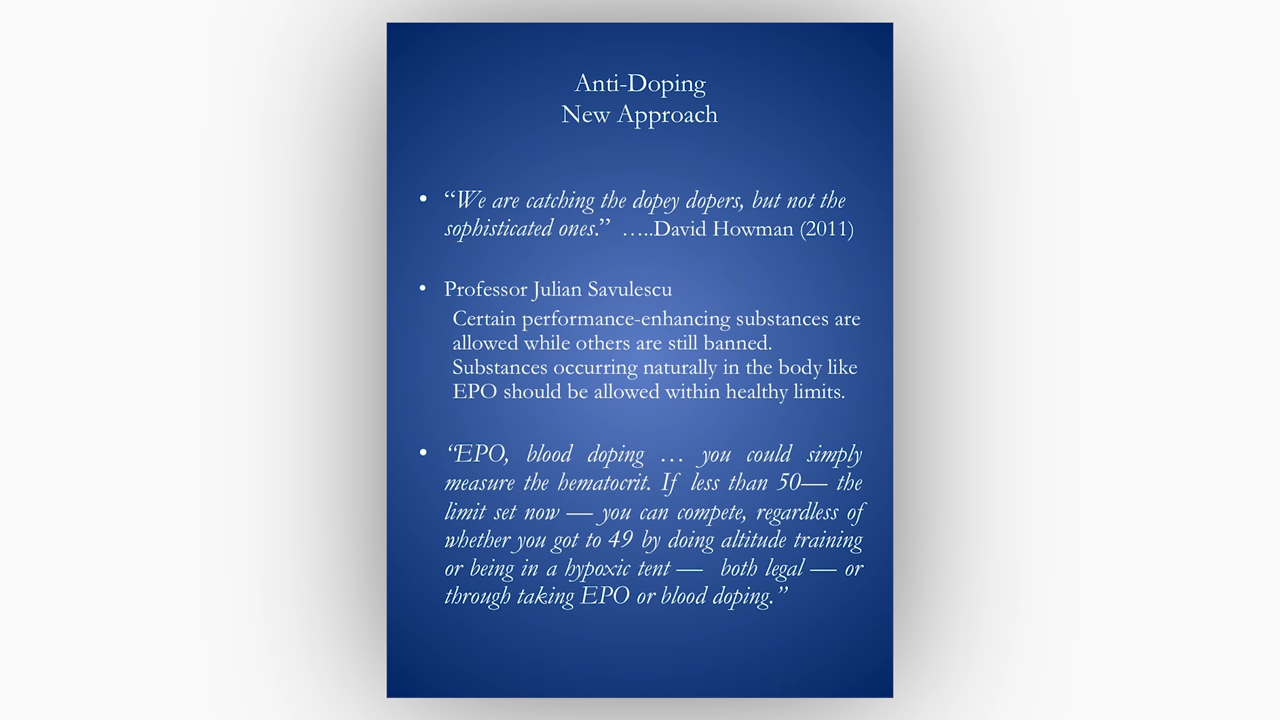 Anti-Doping
New Approach
• “We are catching the dopey dopers, but not the
sophisticated ones.” …..David Howman (2011)
• Professor Julian Savulescu
Certain performance-enhancing substances are
allowed while others are still banned.
Substances occurring naturally in the body like
EPO should be allowed within healthy limits.
• “EPO, blood doping … you could simply
measure the hematocrit. If less than 50— the
limit set now — you can compete, regardless of
whether you got to 49 by doing altitude training
or being in a hypoxic tent — both legal — or
through taking EPO or blood doping.”